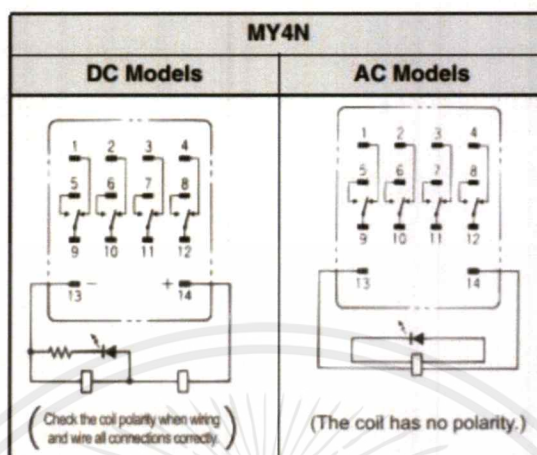 MY4N
DC Models AC Models
1 2 3 4
5 6 7 8
9 10 11 12
13 − + 14
(Check the coil polarity when wiring
and wire all connections correctly.)
1 2 3 4
5 6 7 8
9 10 11 12
13 14
(The coil has no polarity.)